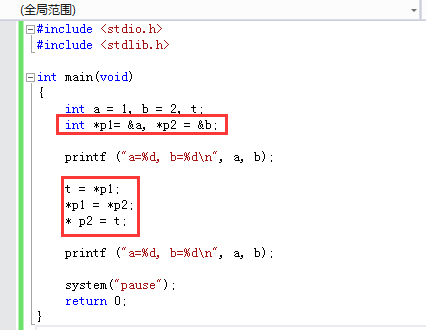 (全局范围)
#include <stdio.h>
#include <stdlib.h>
int main(void)
{
int a = 1, b = 2, t;
int *p1= &a, *p2 = &b;
printf ("a=%d, b=%d\n", a, b);
t = *p1;
*p1 = *p2;
* p2 = t;
printf ("a=%d, b=%d\n", a, b);
system("pause");
return 0;
}